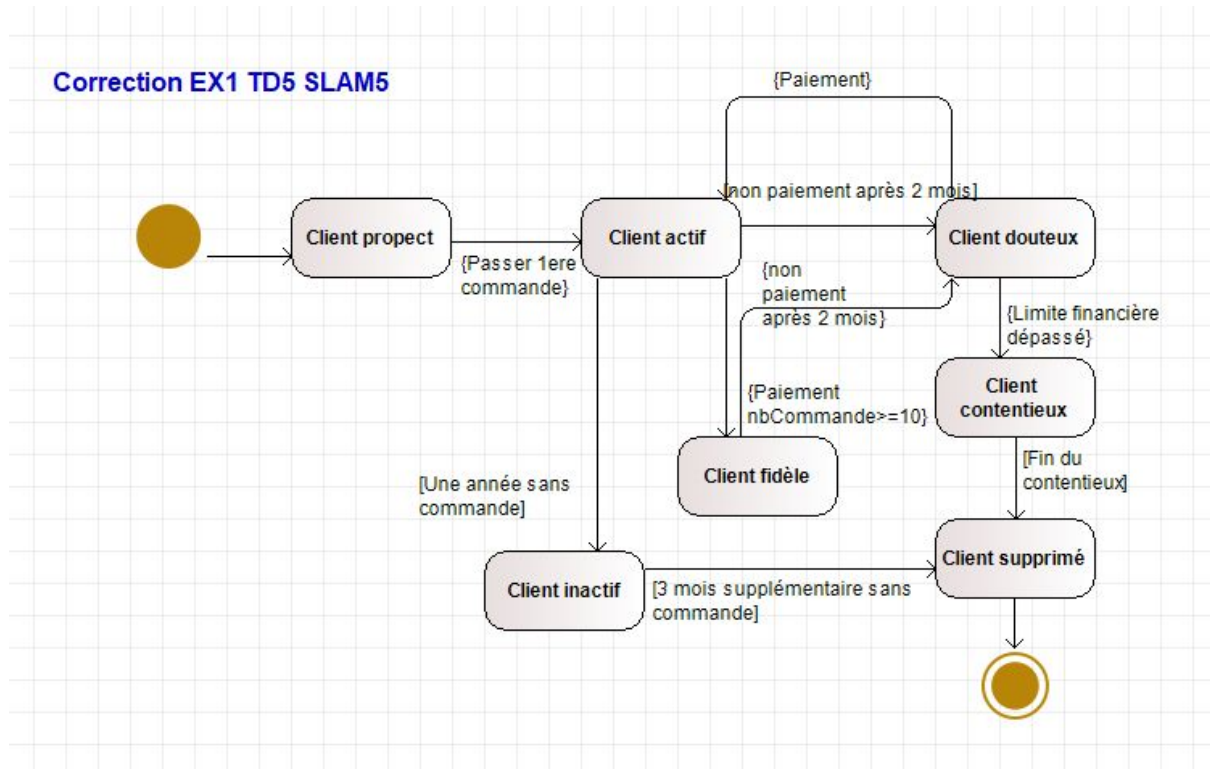 Correction EX1 TD5 SLAM5
{Paiement}
[non paiement après 2 mois]
Client propect
Client actif
Client douteux
{Passer 1ere
commande}
{non
paiement
après 2 mois}
{Limite financière
dépassé}
Client
contentieux
{Paiement
nbCommande>=10}
Client fidèle
[Fin du
contentieux]
[Une année sans
commande]
Client supprimé
Client inactif
[3 mois supplémentaire sans
commande]